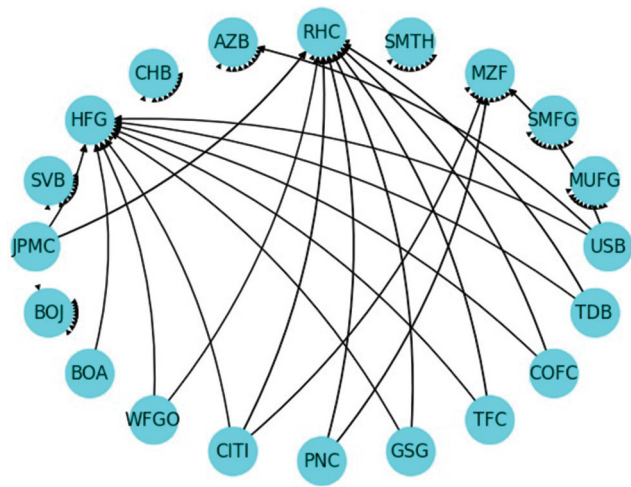 RHC
AZB
SMTH
CHB
MZF
HFG
SMFG
SVB
MUFG
JPMC
USB
BOJ
TDB
BOA
COFC
WFGO
TFC
CITI
GSG
PNC